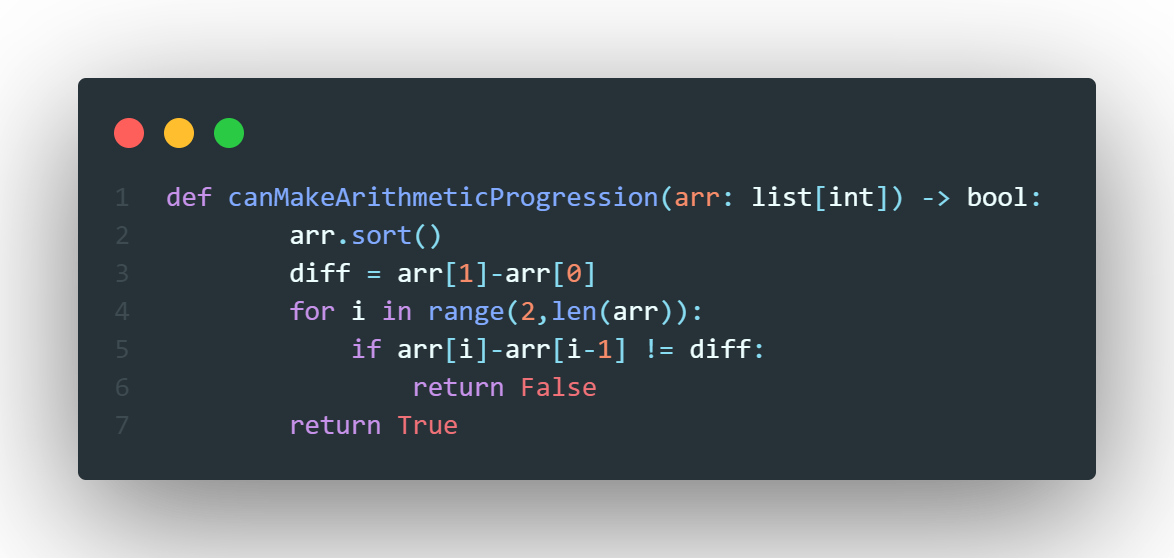 1 def canMakeArithmeticProgression(arr: list[int]) -> bool:
2         arr.sort()
3         diff = arr[1]-arr[0]
4         for i in range(2,len(arr)):
5             if arr[i]-arr[i-1] != diff:
6                 return False
7         return True